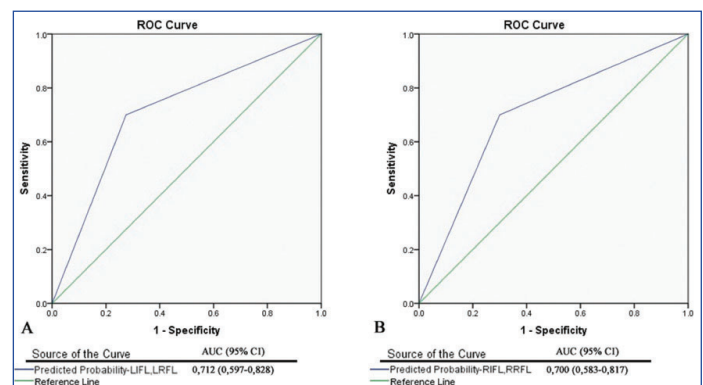 ROC Curve
1.0
0.8
0.6
0.4
0.2
0.0
Sensitivity
0.0 0.2 0.4 0.6 0.8 1.0
A
1 - Specificity
Source of the Curve AUC (95% CI)
Predicted Probability-LIFL,LRFL 0,712 (0,597-0,828)
Reference Line
ROC Curve
1.0
0.8
0.6
0.4
0.2
0.0
Sensitivity
0.0 0.2 0.4 0.6 0.8 1.0
B
1 - Specificity
Source of the Curve AUC (95% CI)
Predicted Probability-RIFL,RRFL 0,700 (0,583-0,817)
Reference Line